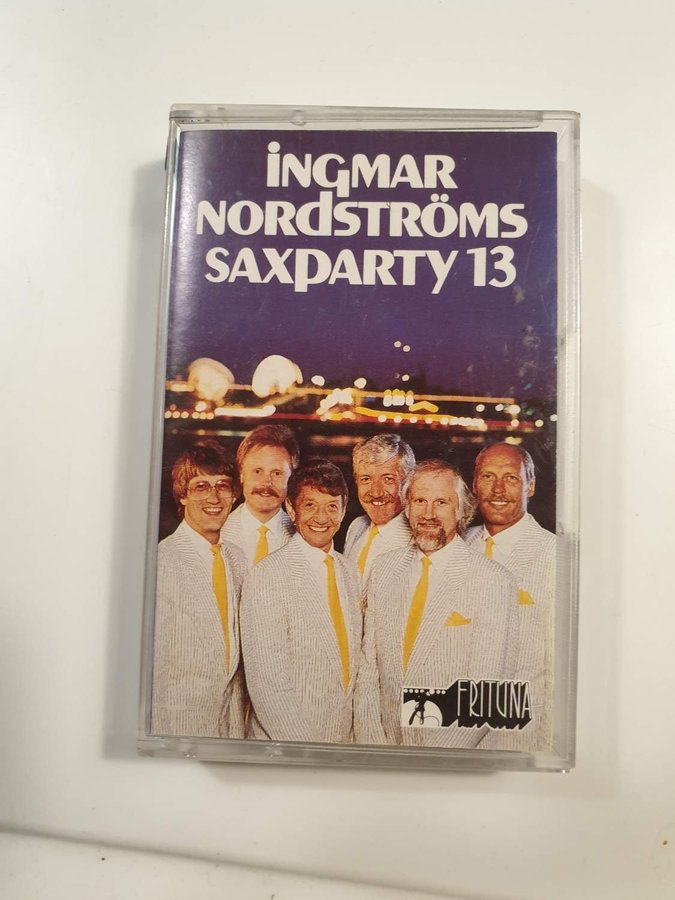 iNGMAR
NORdSTRÖMS
SAXPARTY 13
FRITUNA